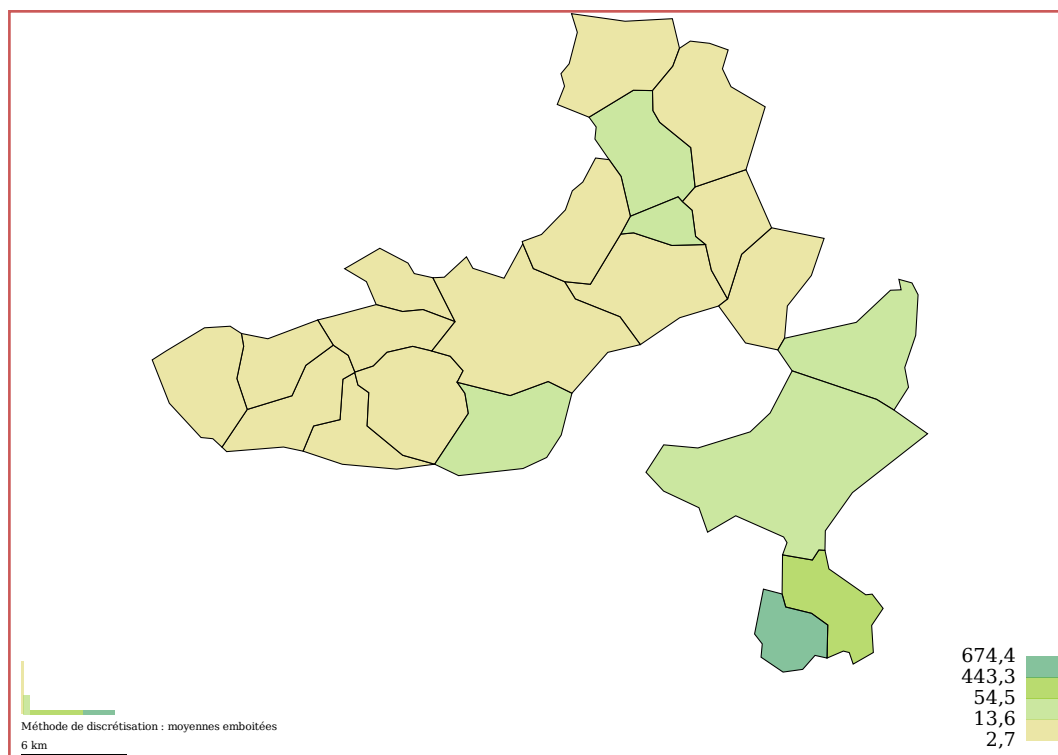 674,4
443,3
54,5
13,6
2,7
Méthode de discrétisation : moyennes emboitées
6 km